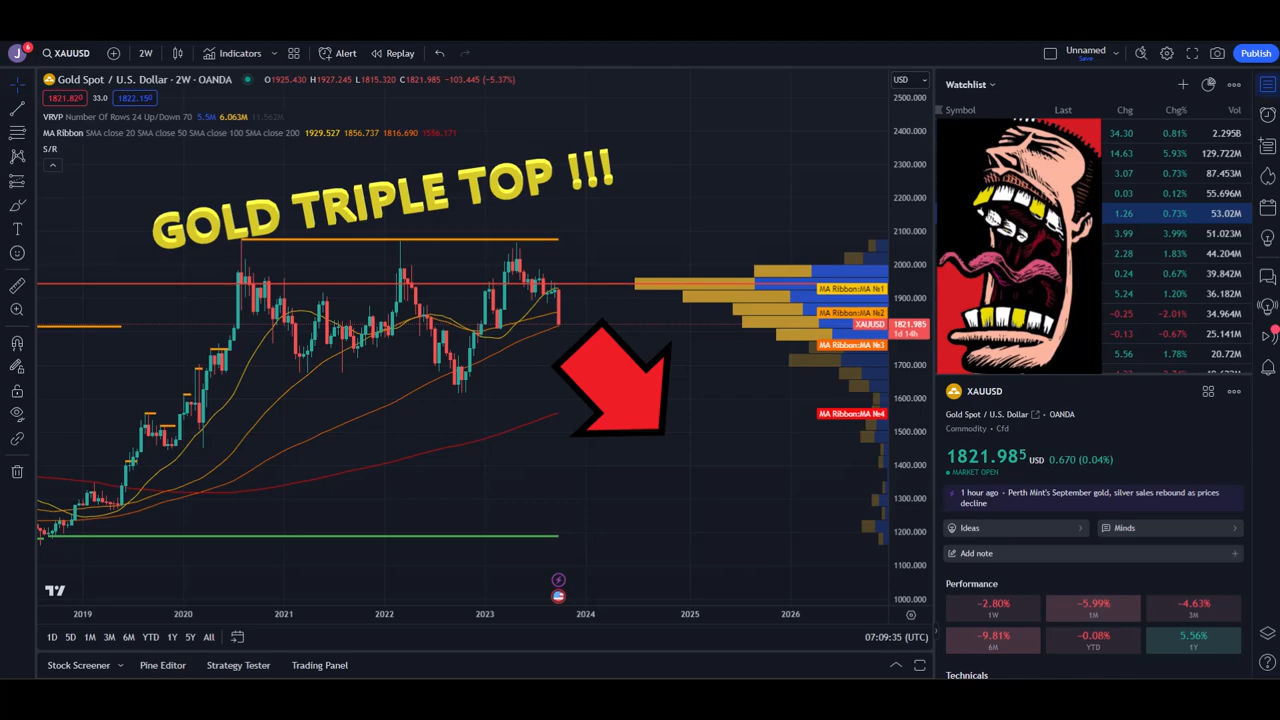 J 6 XAUUSD 2W Indicators Alert Replay Unnamed Save Publish
Gold Spot / U.S. Dollar · 2W · OANDA O1925.430 H1927.245 L1815.320 C1821.985 −103.445 (−5.37%)
1821.820 33.0 1822.150
VRVP Number Of Rows 24 Up/Down 70 5.5M 6.063M 11.562M
MA Ribbon SMA close 20 SMA close 50 SMA close 100 SMA close 200 1929.527 1856.737 1816.690 1556.171
S/R
GOLD TRIPLE TOP !!!
USD
2500.000
2400.000
2300.000
2200.000
2100.000
2000.000
MA Ribbon:MA №1
1900.000
MA Ribbon:MA №2
XAUUSD 1821.985
1d 14h
MA Ribbon:MA №3
1700.000
1600.000
MA Ribbon:MA №4
1500.000
1400.000
1300.000
1200.000
1100.000
1000.000
2019 2020 2021 2022 2023 2024 2025 2026
1D 5D 1M 3M 6M YTD 1Y 5Y All 07:09:35 (UTC)
Stock Screener Pine Editor Strategy Tester Trading Panel
Watchlist
Symbol Last Chg Chg% Vol
34.30 0.81% 2.295B
14.63 5.93% 129.722M
3.07 0.73% 87.453M
0.03 0.12% 55.696M
1.26 0.73% 53.02M
3.99 3.99% 51.023M
2.28 1.83% 44.204M
0.24 0.67% 39.842M
5.24 1.20% 36.182M
−0.25 −2.01% 34.964M
−0.13 −0.67% 25.141M
5.56 1.78% 20.72M
XAUUSD
Gold Spot / U.S. Dollar · OANDA
Commodity · Cfd
1821.985 USD 0.670 (0.04%)
MARKET OPEN
1 hour ago · Perth Mint's September gold, silver sales rebound as prices
decline
Ideas Minds
Add note
Performance
−2.80% −5.99% −4.63%
1W 1M 3M
−9.81% −0.08% 5.56%
6M YTD 1Y
Technicals